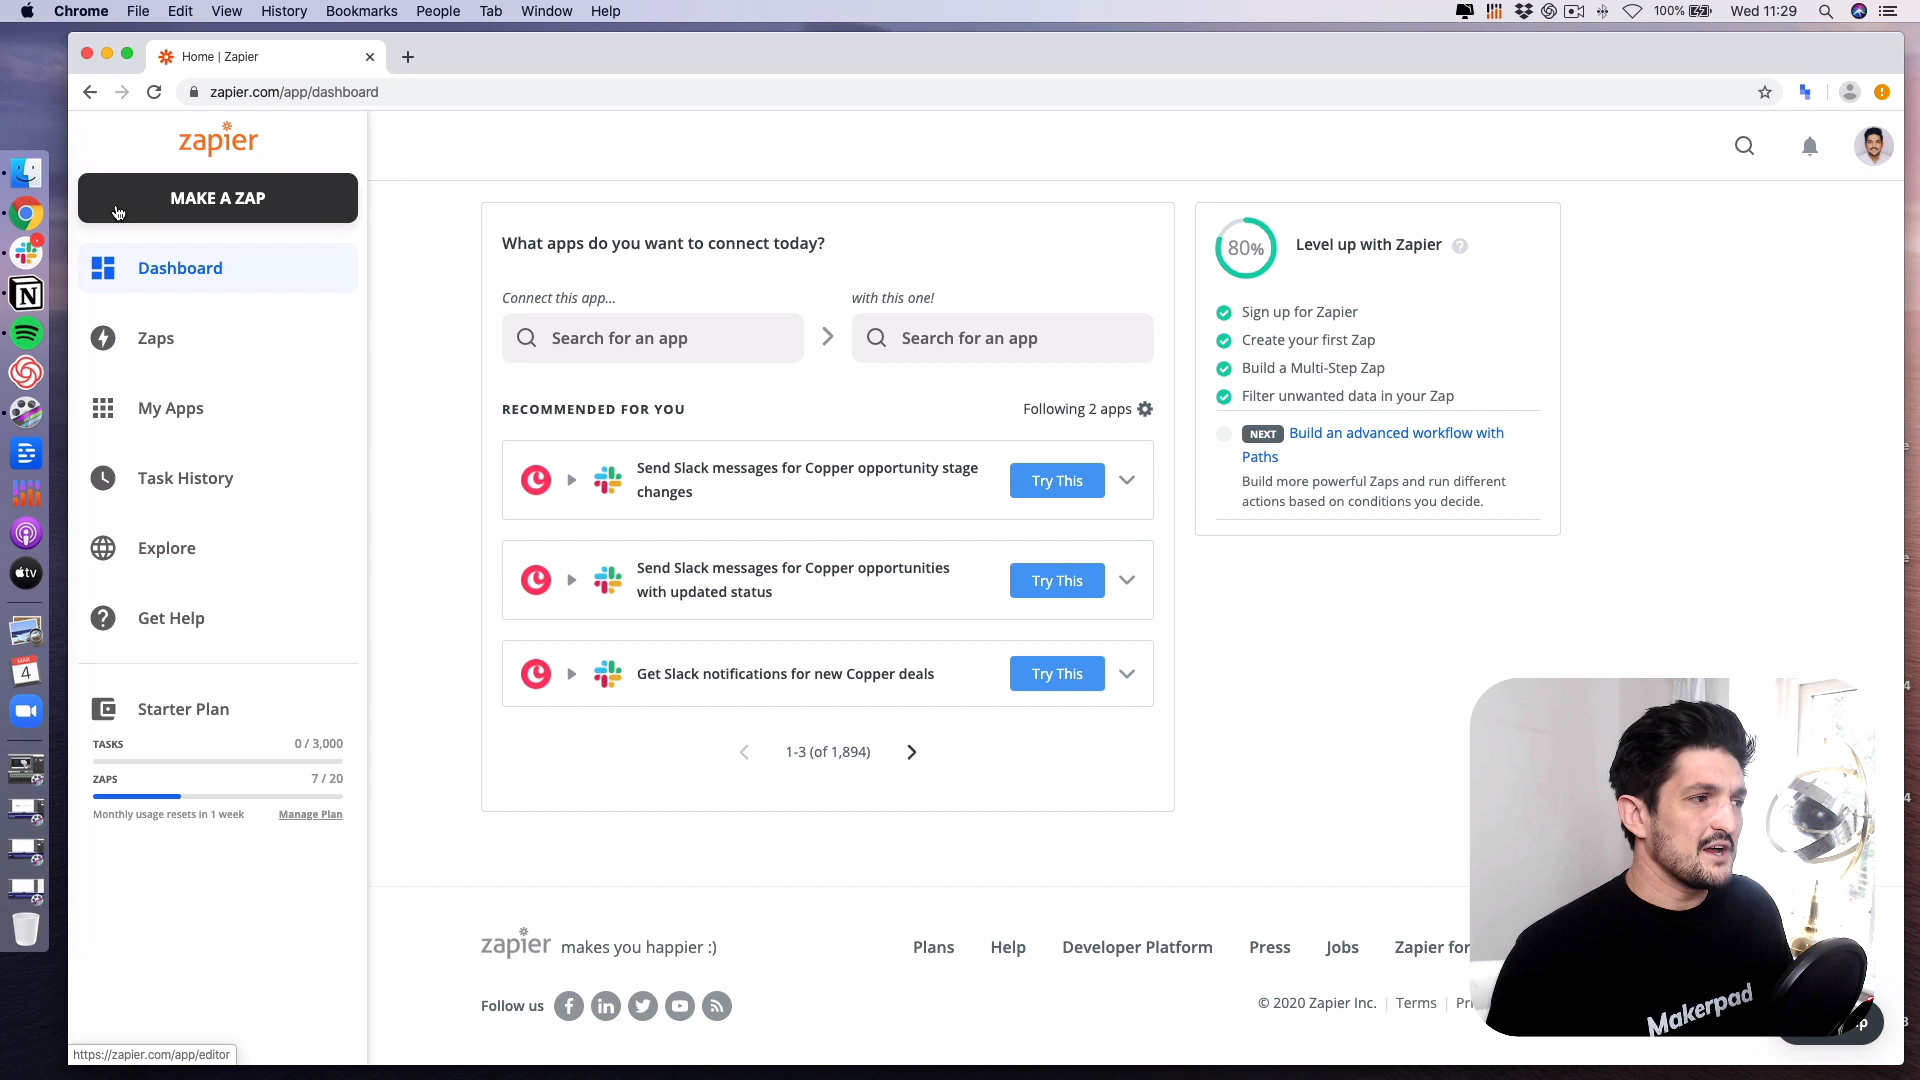 Chrome File Edit View History Bookmarks People Tab Window Help
100% Wed 11:29
Home | Zapier
zapier.com/app/dashboard
zapier
MAKE A ZAP
Dashboard
Zaps
My Apps
Task History
Explore
Get Help
Starter Plan
TASKS 0 / 3,000
ZAPS 7 / 20
Monthly usage resets in 1 week Manage Plan
https://zapier.com/app/editor
What apps do you want to connect today?
Connect this app... with this one!
Search for an app Search for an app
RECOMMENDED FOR YOU Following 2 apps
Send Slack messages for Copper opportunity stage
changes
Try This
Send Slack messages for Copper opportunities
with updated status
Try This
Get Slack notifications for new Copper deals
Try This
1-3 (of 1,894)
80% Level up with Zapier ?
Sign up for Zapier
Create your first Zap
Build a Multi-Step Zap
Filter unwanted data in your Zap
NEXT Build an advanced workflow with
Paths
Build more powerful Zaps and run different
actions based on conditions you decide.
zapier makes you happier :)
Plans Help Developer Platform Press Jobs Zapier for
Follow us
© 2020 Zapier Inc. Terms
Makerpad
MAR
4
tv